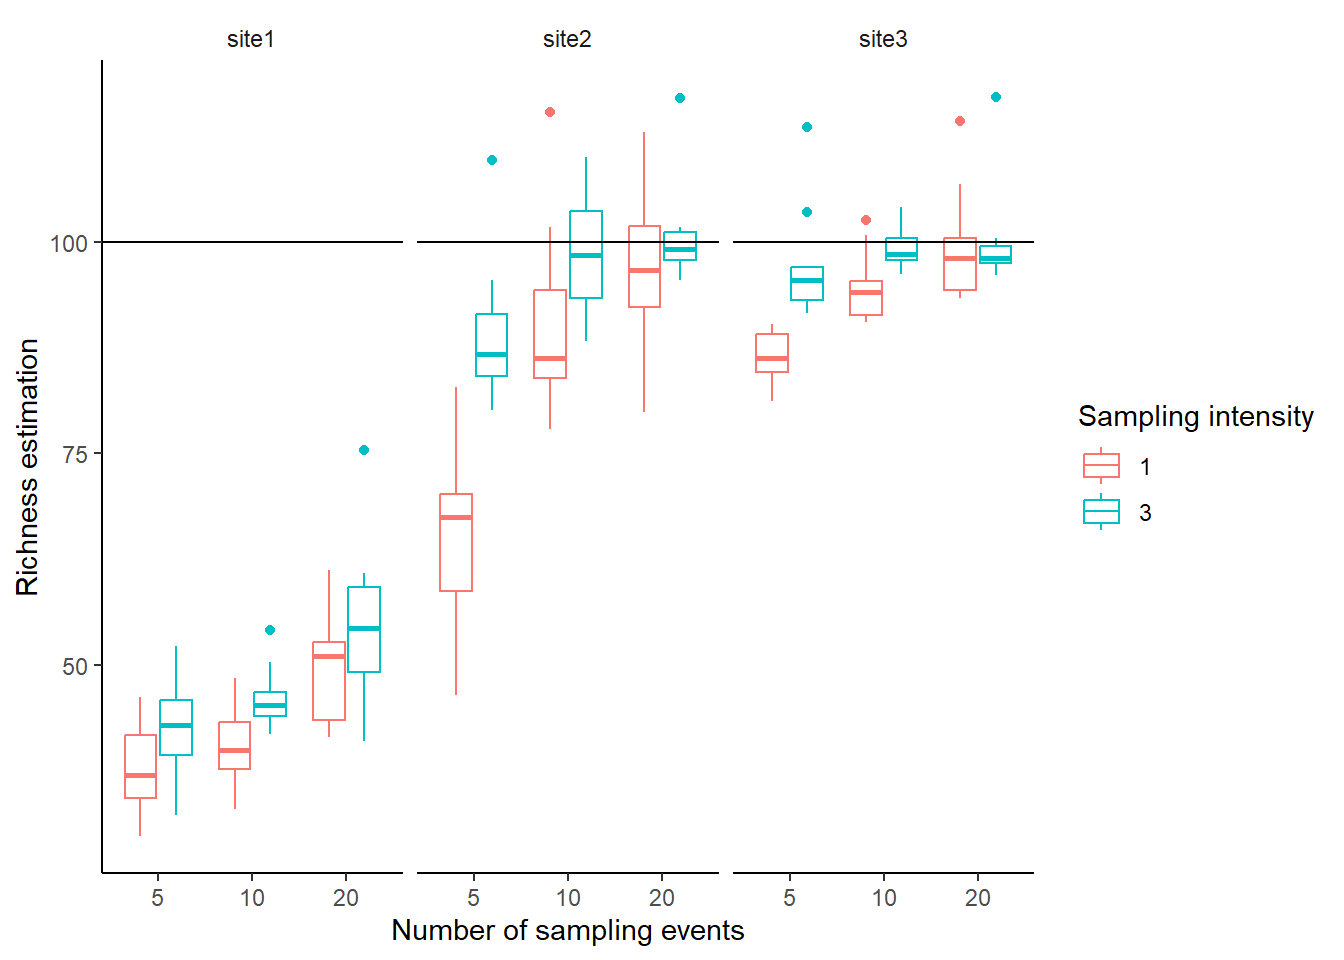 site1 site2 site3
Richness estimation
100
75
50
5 10 20 5 10 20 5 10 20
Number of sampling events
Sampling intensity
1
3